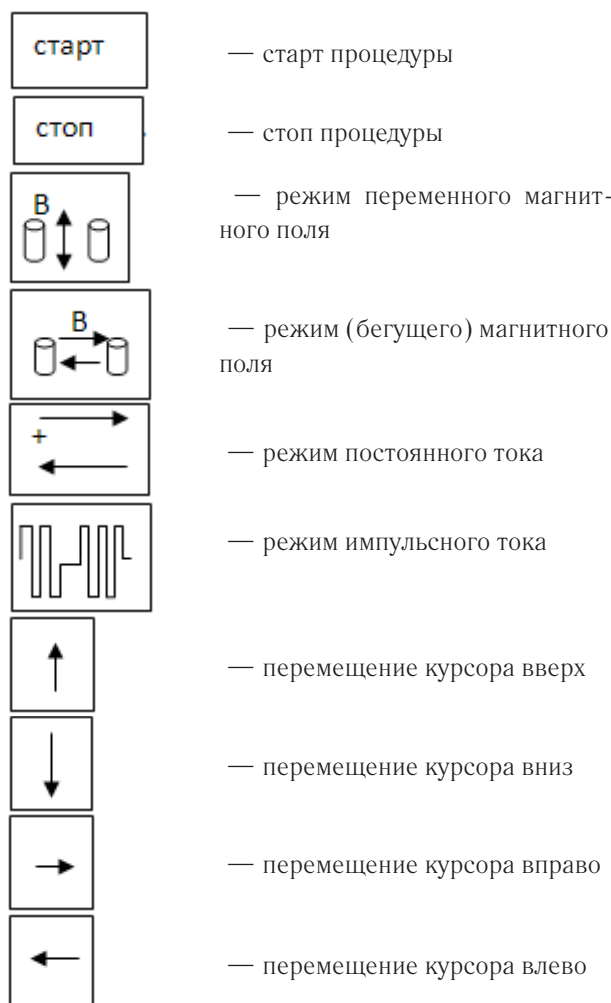 старт — старт процедуры
стоп — стоп процедуры
B — режим переменного магнит-
ного поля
B — режим (бегущего) магнитного
поля
+ — режим постоянного тока
— режим импульсного тока
— перемещение курсора вверх
— перемещение курсора вниз
— перемещение курсора вправо
— перемещение курсора влево